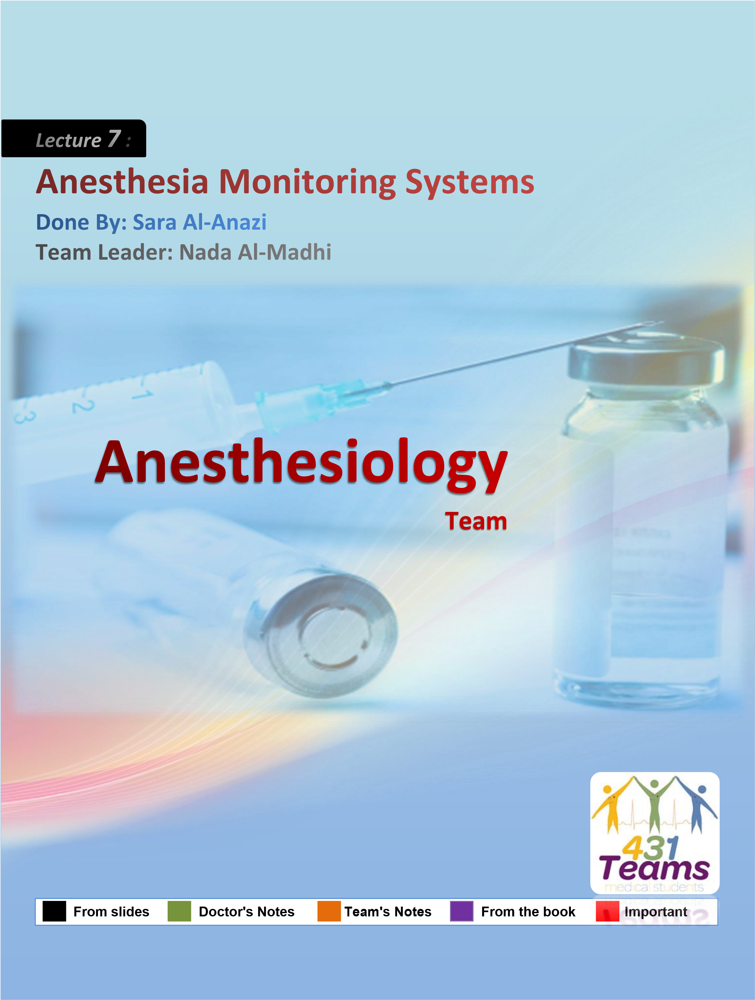 Lecture 7 :
Anesthesia Monitoring Systems
Done By: Sara Al-Anazi
Team Leader: Nada Al-Madhi
1
2
3
Anesthesiology
Team
431
Teams
medical students
From slides Doctor's Notes Team's Notes From the book Important